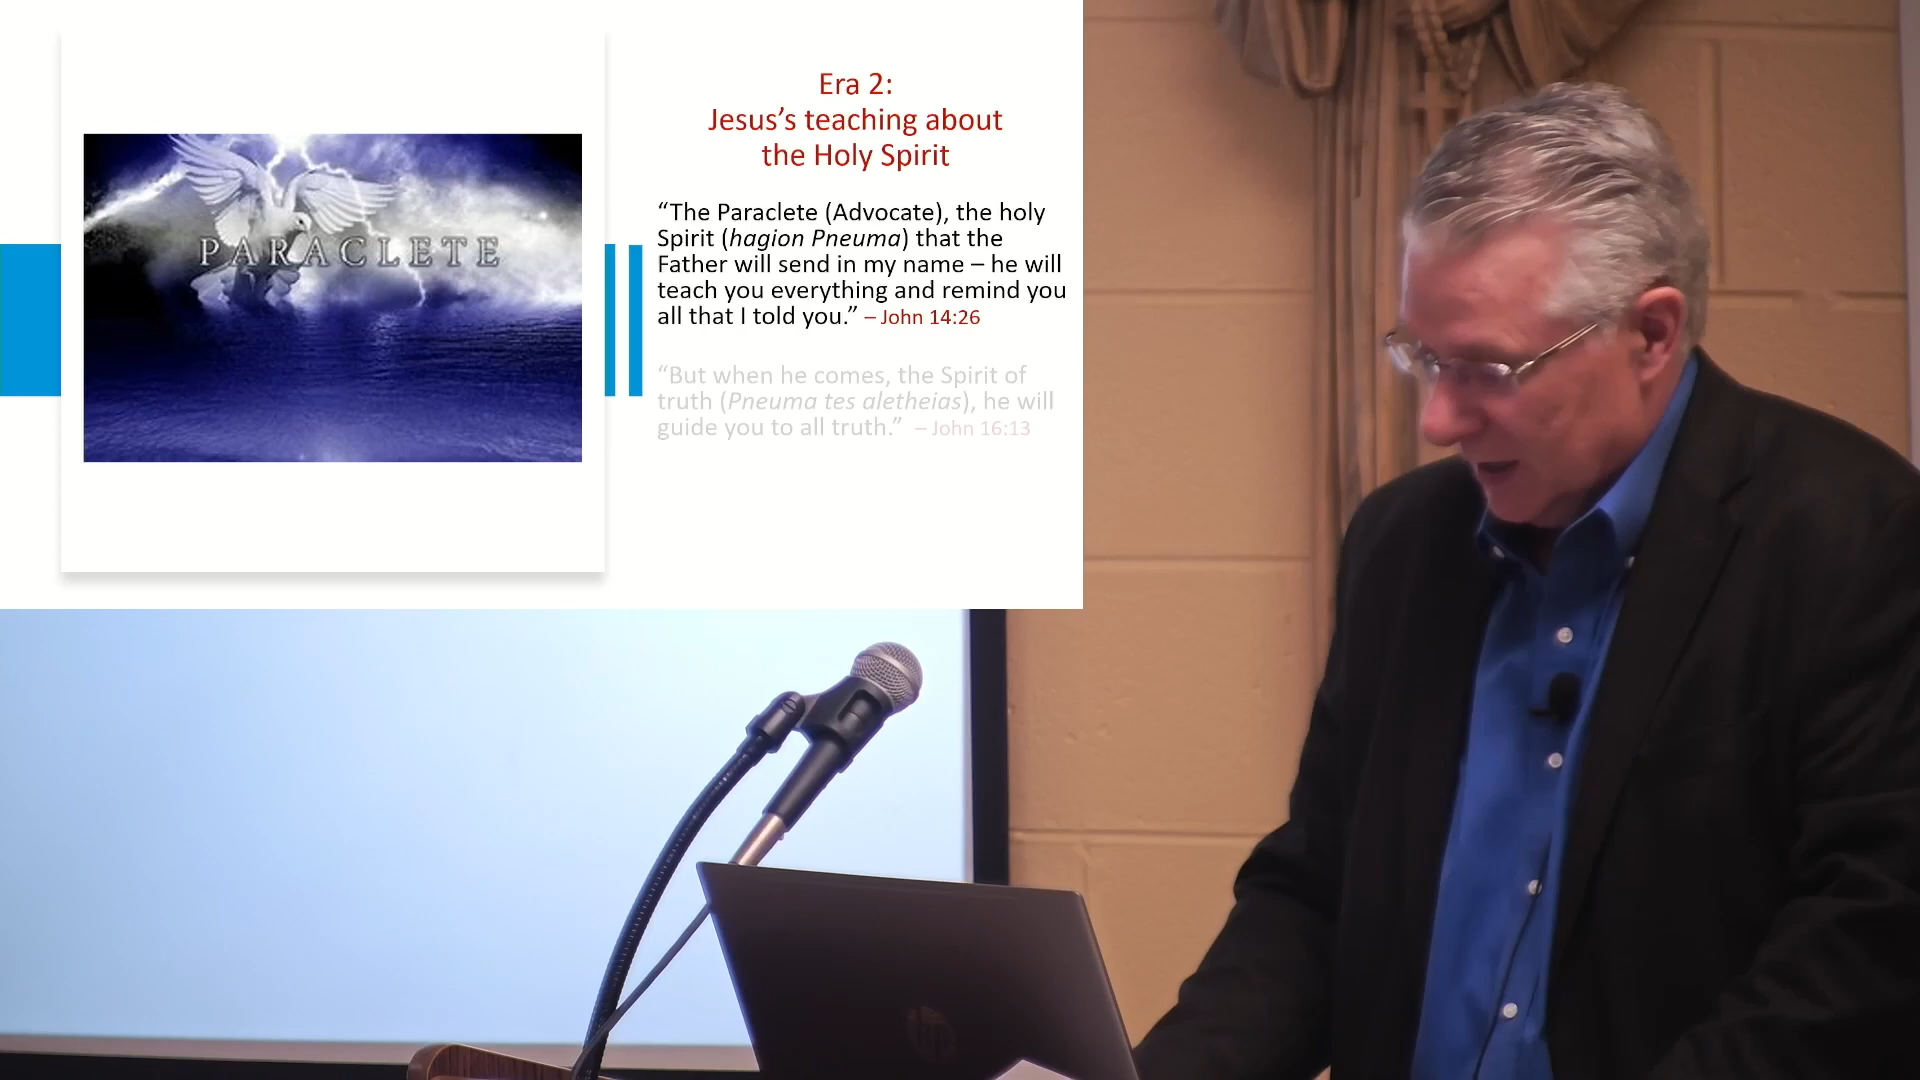 Era 2:
Jesus’s teaching about
the Holy Spirit
PARACLETE
“The Paraclete (Advocate), the holy
Spirit (hagion Pneuma) that the
Father will send in my name – he will
teach you everything and remind you
all that I told you.” – John 14:26
“But when he comes, the Spirit of
truth (Pneuma tes aletheias), he will
guide you to all truth.” – John 16:13
hp